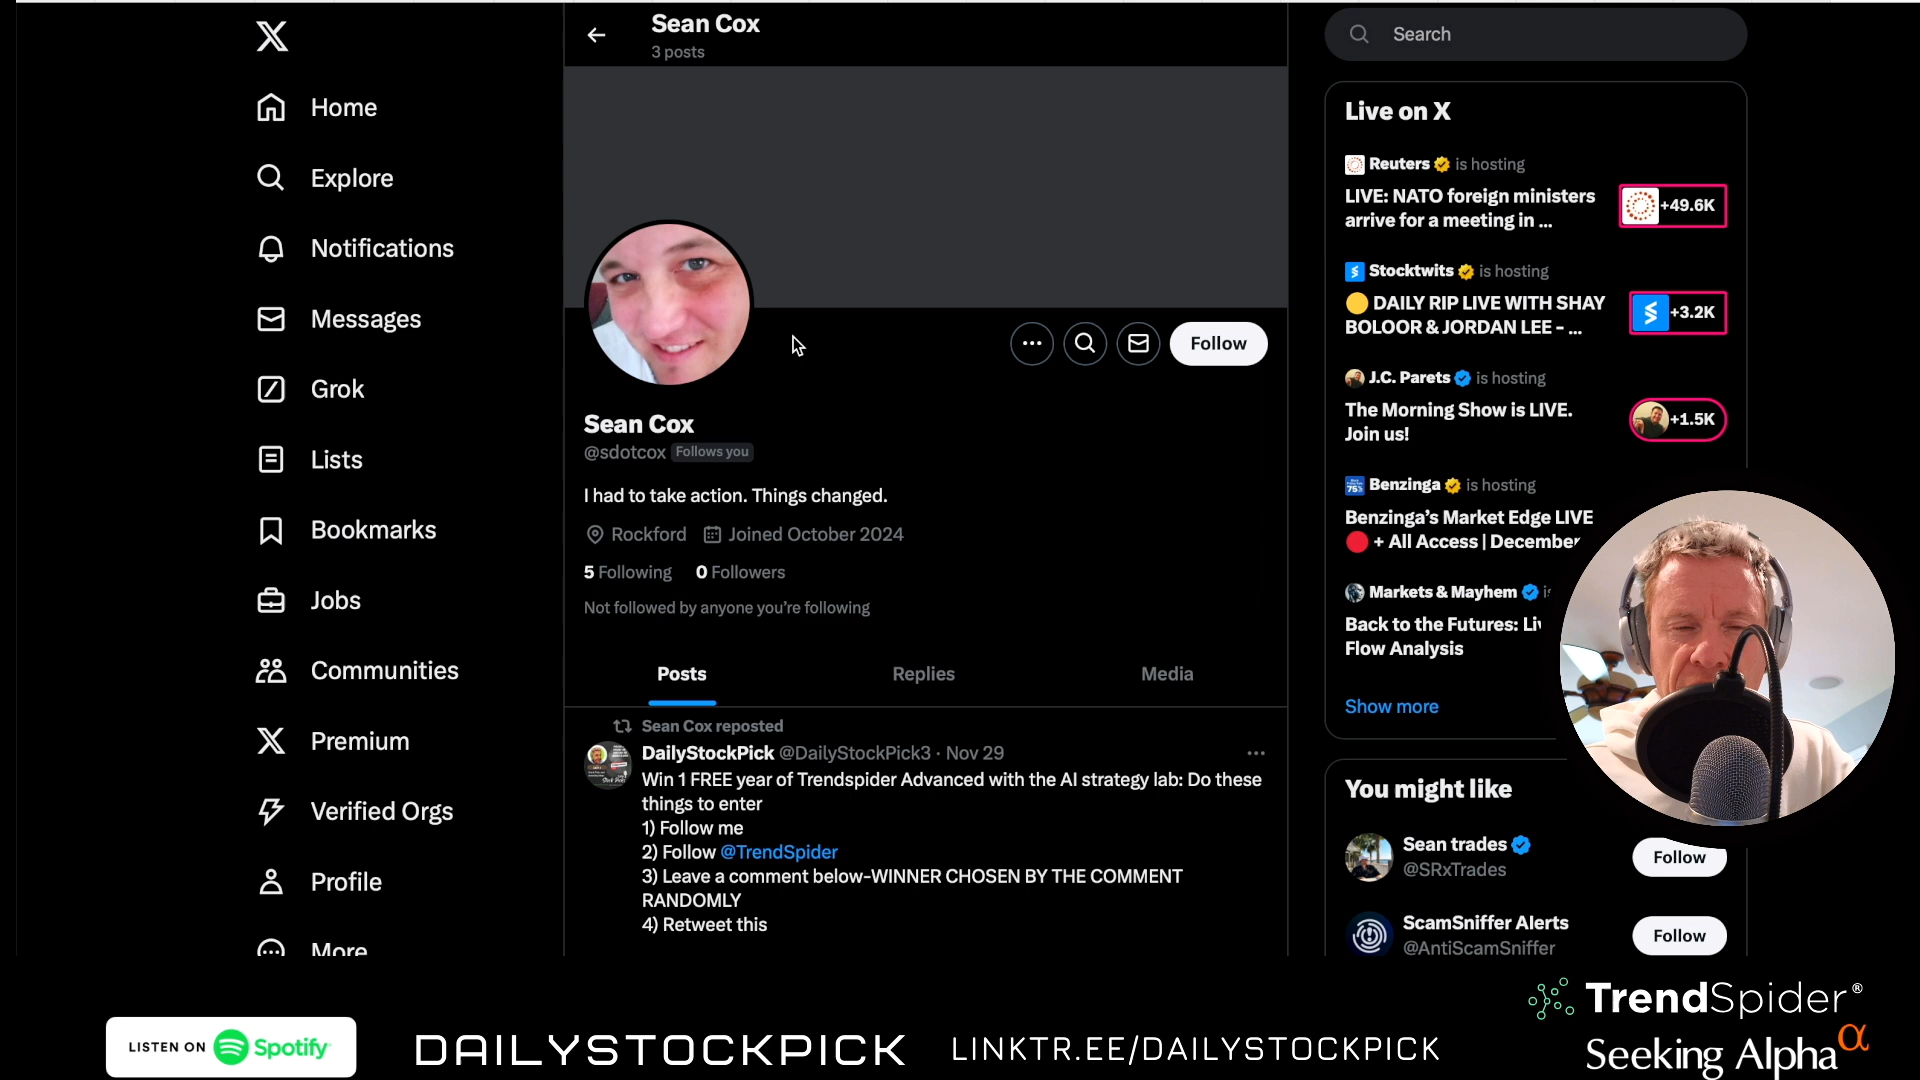 Sean Cox
3 posts
Search
Home
Explore
Notifications
Messages
Grok
Lists
Bookmarks
Jobs
Communities
Premium
Verified Orgs
Profile
More
Follow
Sean Cox
@sdotcox Follows you
I had to take action. Things changed.
Rockford Joined October 2024
5 Following 0 Followers
Not followed by anyone you're following
Posts Replies Media
Sean Cox reposted
DailyStockPick @DailyStockPick3 · Nov 29
Win 1 FREE year of Trendspider Advanced with the AI strategy lab: Do these
things to enter
1) Follow me
2) Follow @TrendSpider
3) Leave a comment below-WINNER CHOSEN BY THE COMMENT
RANDOMLY
4) Retweet this
Live on X
Reuters is hosting
LIVE: NATO foreign ministers
arrive for a meeting in ...
+49.6K
Stocktwits is hosting
DAILY RIP LIVE WITH SHAY
BOLOOR & JORDAN LEE - ...
+3.2K
J.C. Parets is hosting
The Morning Show is LIVE.
Join us!
+1.5K
Benzinga is hosting
Benzinga's Market Edge LIVE
+ All Access | December
Markets & Mayhem
Back to the Futures:
Flow Analysis
Show more
You might like
Sean trades
@SRxTrades
Follow
ScamSniffer Alerts
@AntiScamSniffer
Follow
LISTEN ON Spotify
DAILYSTOCKPICK
LINKTR.EE/DAILYSTOCKPICK
TrendSpider®
Seeking Alpha α